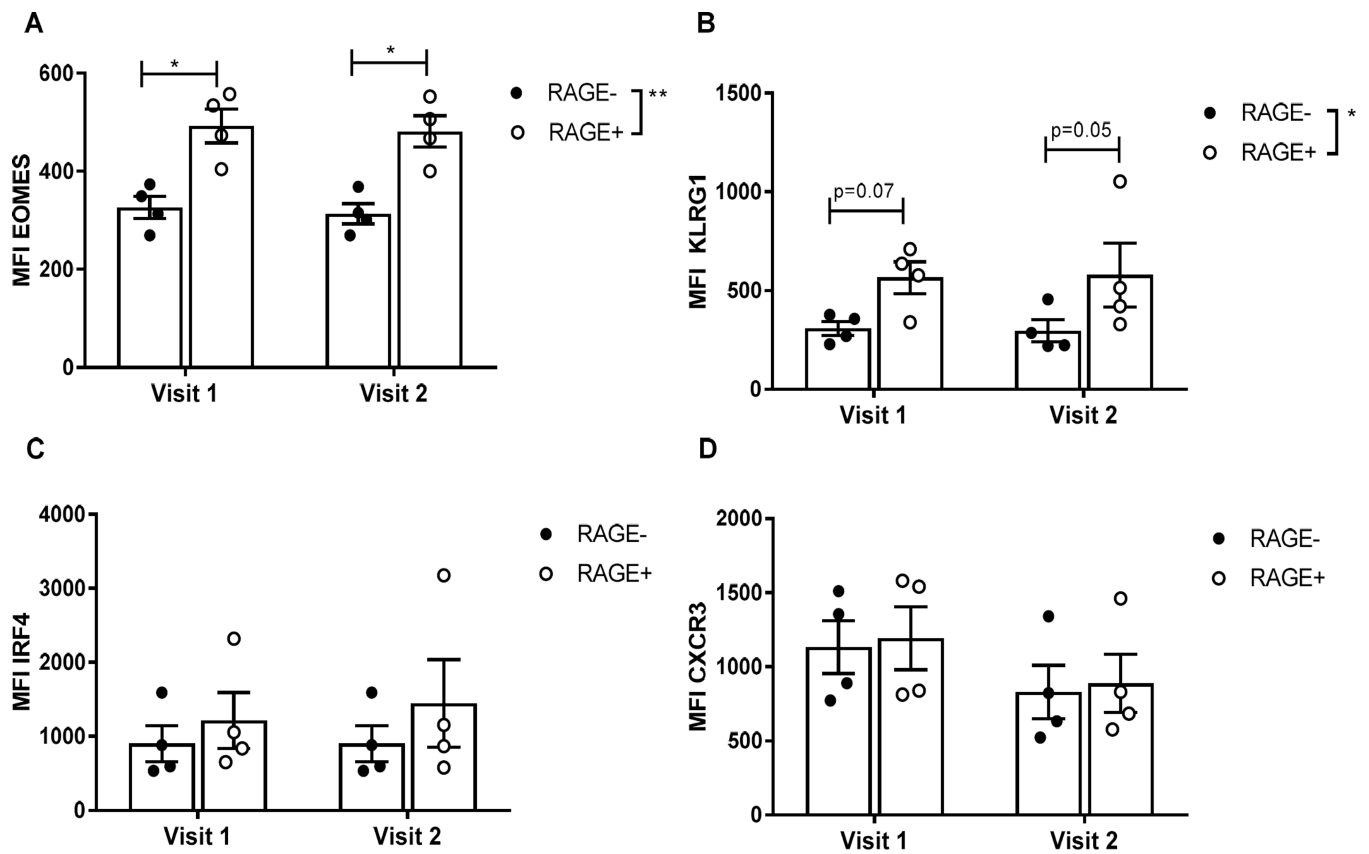 A
MFI EOMES
600
400
200
0
*
*
Visit 1
Visit 2
RAGE-
RAGE+
**
B
MFI KLRG1
1500
1000
500
0
p=0.07
p=0.05
Visit 1
Visit 2
RAGE-
RAGE+
*
C
MFI IRF4
4000
3000
2000
1000
0
Visit 1
Visit 2
RAGE-
RAGE+
D
MFI CXCR3
2000
1500
1000
500
0
Visit 1
Visit 2
RAGE-
RAGE+